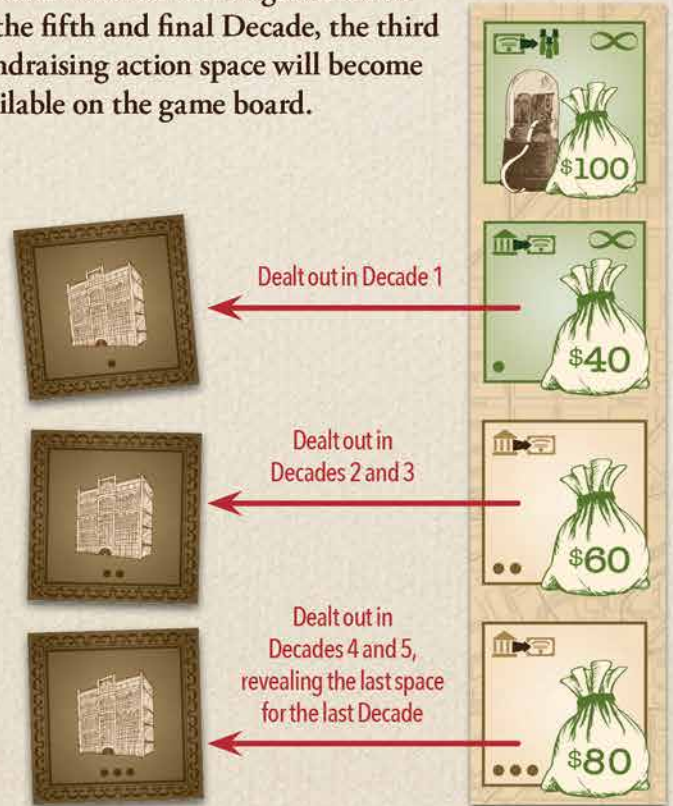 the fifth and final Decade, the third
ndraising action space will become
ilable on the game board.
$100
Dealt out in Decade 1
$40
Dealt out in
Decades 2 and 3
$60
Dealt out in
Decades 4 and 5,
revealing the last space
for the last Decade
$80